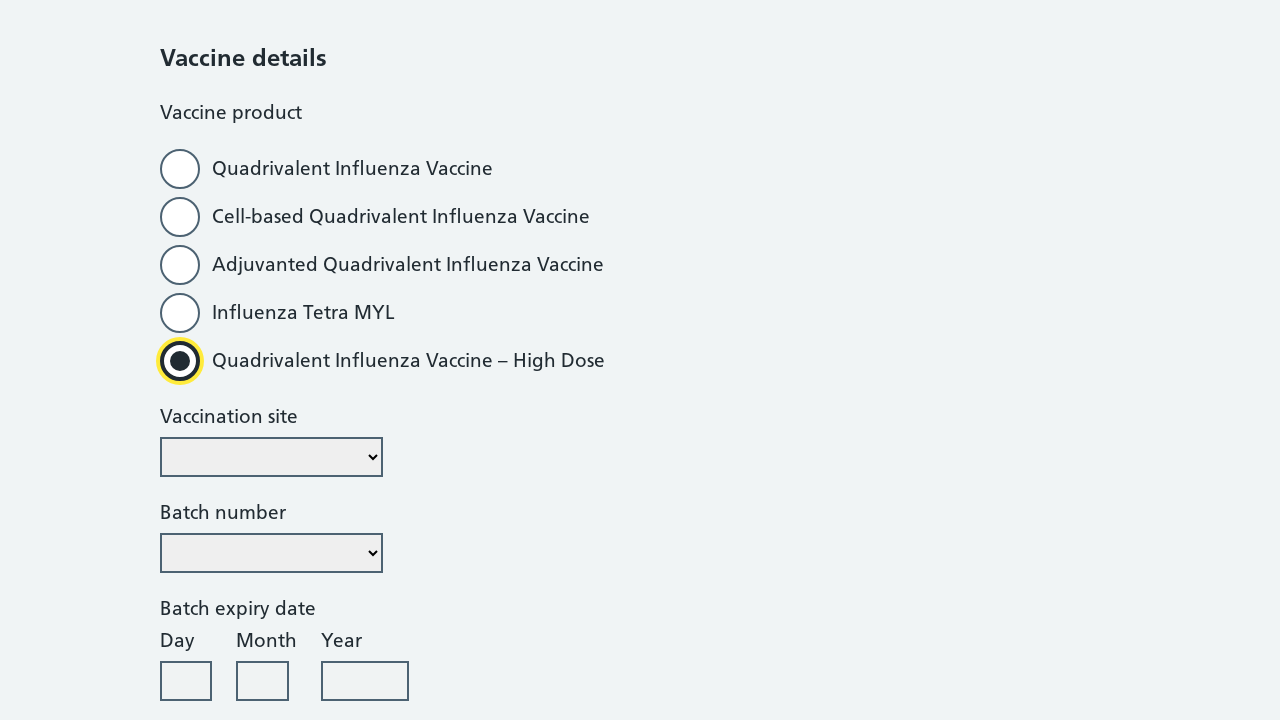 Vaccine details
Vaccine product
Quadrivalent Influenza Vaccine
Cell-based Quadrivalent Influenza Vaccine
Adjuvanted Quadrivalent Influenza Vaccine
Influenza Tetra MYL
Quadrivalent Influenza Vaccine – High Dose
Vaccination site
Batch number
Batch expiry date
Day Month Year